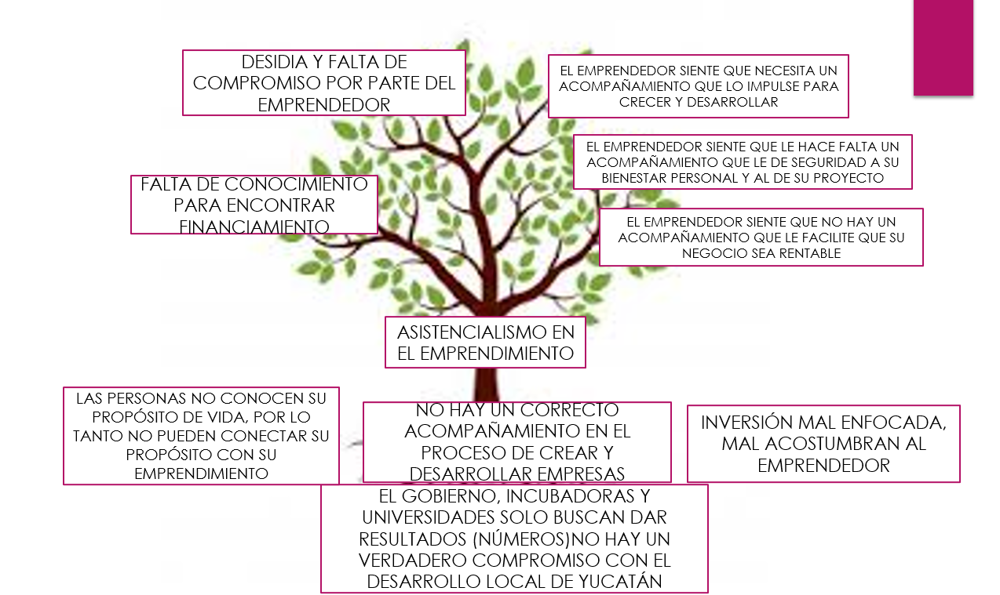 DESIDIA Y FALTA DE
COMPROMISO POR PARTE DEL
EMPRENDEDOR
EL EMPRENDEDOR SIENTE QUE NECESITA UN
ACOMPAÑAMIENTO QUE LO IMPULSE PARA
CRECER Y DESARROLLAR
EL EMPRENDEDOR SIENTE QUE LE HACE FALTA UN
ACOMPAÑAMIENTO QUE LE DE SEGURIDAD A SU
BIENESTAR PERSONAL Y AL DE SU PROYECTO
FALTA DE CONOCIMIENTO
PARA ENCONTRAR
FINANCIAMIENTO
EL EMPRENDEDOR SIENTE QUE NO HAY UN
ACOMPAÑAMIENTO QUE LE FACILITE QUE SU
NEGOCIO SEA RENTABLE
ASISTENCIALISMO EN
EL EMPRENDIMIENTO
LAS PERSONAS NO CONOCEN SU
PROPÓSITO DE VIDA, POR LO
TANTO NO PUEDEN CONECTAR SU
PROPÓSITO CON SU
EMPRENDIMIENTO
NO HAY UN CORRECTO
ACOMPAÑAMIENTO EN EL
PROCESO DE CREAR Y
DESARROLLAR EMPRESAS
INVERSIÓN MAL ENFOCADA,
MAL ACOSTUMBRAN AL
EMPRENDEDOR
EL GOBIERNO, INCUBADORAS Y
UNIVERSIDADES SOLO BUSCAN DAR
RESULTADOS (NÚMEROS)NO HAY UN
VERDADERO COMPROMISO CON EL
DESARROLLO LOCAL DE YUCATÁN